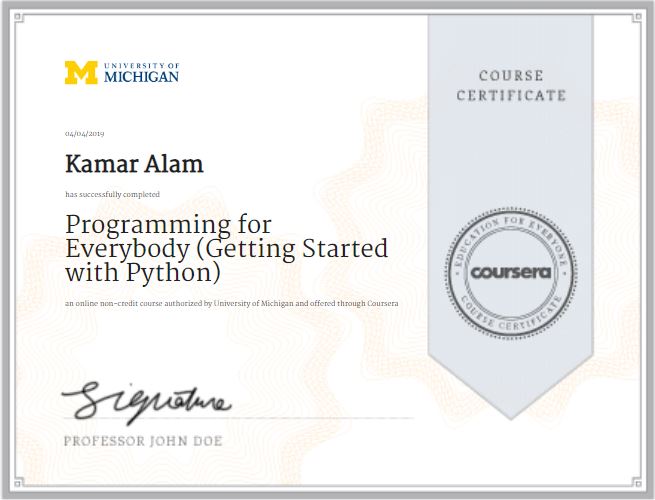 UNIVERSITY OF
MICHIGAN
COURSE
CERTIFICATE
04/04/2019
Kamar Alam
has successfully completed
Programming for
Everybody (Getting Started
with Python)
an online non-credit course authorized by University of Michigan and offered through Coursera
EDUCATION FOR EVERYONE
coursera
COURSE CERTIFICATE
Signature
PROFESSOR JOHN DOE